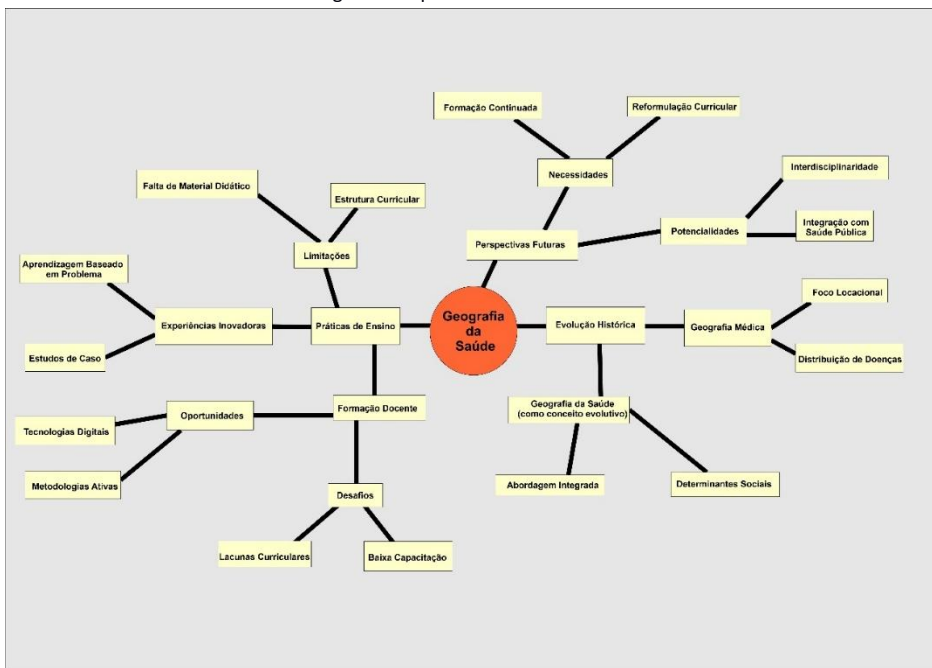 Formação Continuada
Reformulação Curricular
Necessidades
Interdisciplinaridade
Potencialidades
Integração com
Saúde Pública
Perspectivas Futuras
Falta de Material Didático
Estrutura Curricular
Limitações
Aprendizagem Baseado
em Problema
Experiências Inovadoras
Práticas de Ensino
Estudos de Caso
Geografia
da
Saúde
Evolução Histórica
Geografia Médica
Foco Locacional
Distribuição de Doenças
Geografia da Saúde
(como conceito evolutivo)
Abordagem Integrada
Determinantes Sociais
Formação Docente
Oportunidades
Tecnologias Digitais
Metodologias Ativas
Desafios
Lacunas Curriculares
Baixa Capacitação